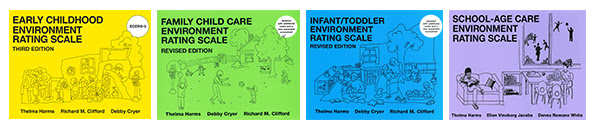 EARLY CHILDHOOD
ENVIRONMENT
RATING SCALE
THIRD EDITION
ECERS-3
Thelma Harms Richard M. Clifford Debby Cryer
FAMILY CHILD CARE
ENVIRONMENT
RATING SCALE
REVISED EDITION
Thelma Harms Debby Cryer Richard M. Clifford
INFANT/TODDLER
ENVIRONMENT
RATING SCALE
REVISED EDITION
Thelma Harms Debby Cryer Richard M. Clifford
SCHOOL-AGE CARE
ENVIRONMENT
RATING SCALE
Thelma Harms Ellen Vineberg Jacobs Donna Romano White